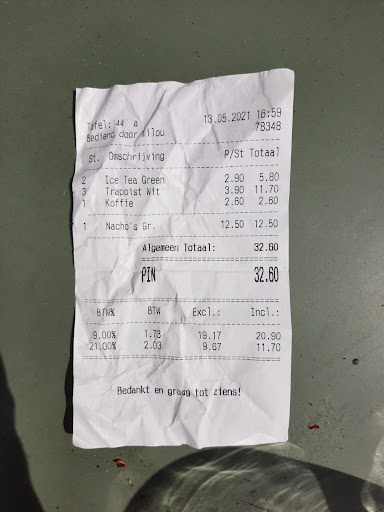 Tafel: 44 a 13.05.2021 16:59
Bediend door illou 78348
St. Omschrijving P/St Totaal
2 Ice Tea Green 2.90 5.80
3 Trappist Wit 3.90 11.70
1 Koffie 2.60 2.60
1 Nacho's Gr. 12.50 12.50
Algemeen Totaal: 32.60
PIN 32.60
BTW% BTW Excl.: Incl.:
9.00% 1.73 19.17 20.90
21.00% 2.03 9.67 11.70
Bedankt en graag tot ziens!